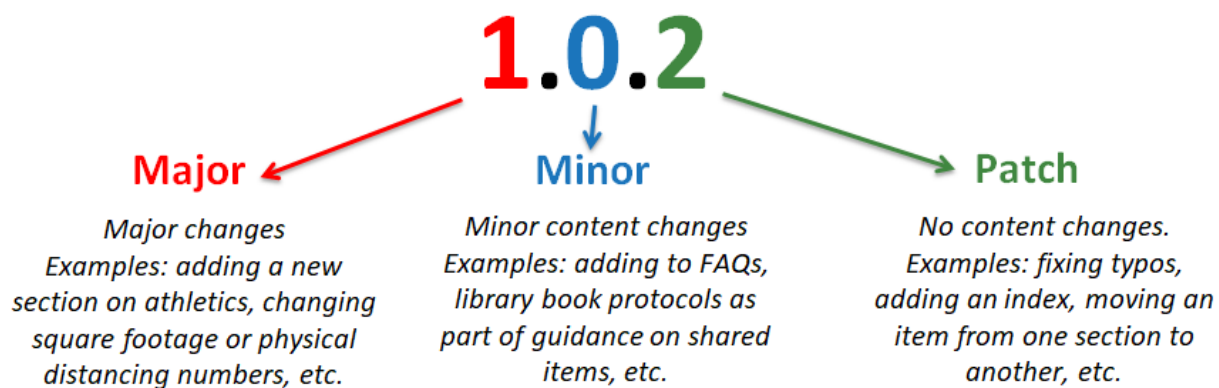 1.0.2
Major
Major changes
Examples: adding a new
section on athletics, changing
square footage or physical
distancing numbers, etc.
Minor
Minor content changes
Examples: adding to FAQs,
library book protocols as
part of guidance on shared
items, etc.
Patch
No content changes.
Examples: fixing typos,
adding an index, moving an
item from one section to
another, etc.